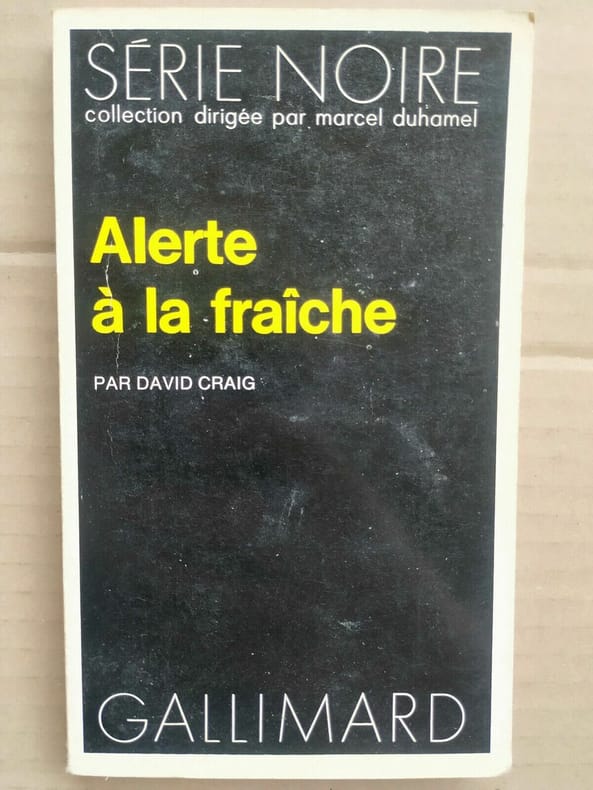 SÉRIE NOIRE
collection dirigée par marcel duhamel
Alerte
à la fraîche
PAR DAVID CRAIG
GALLIMARD